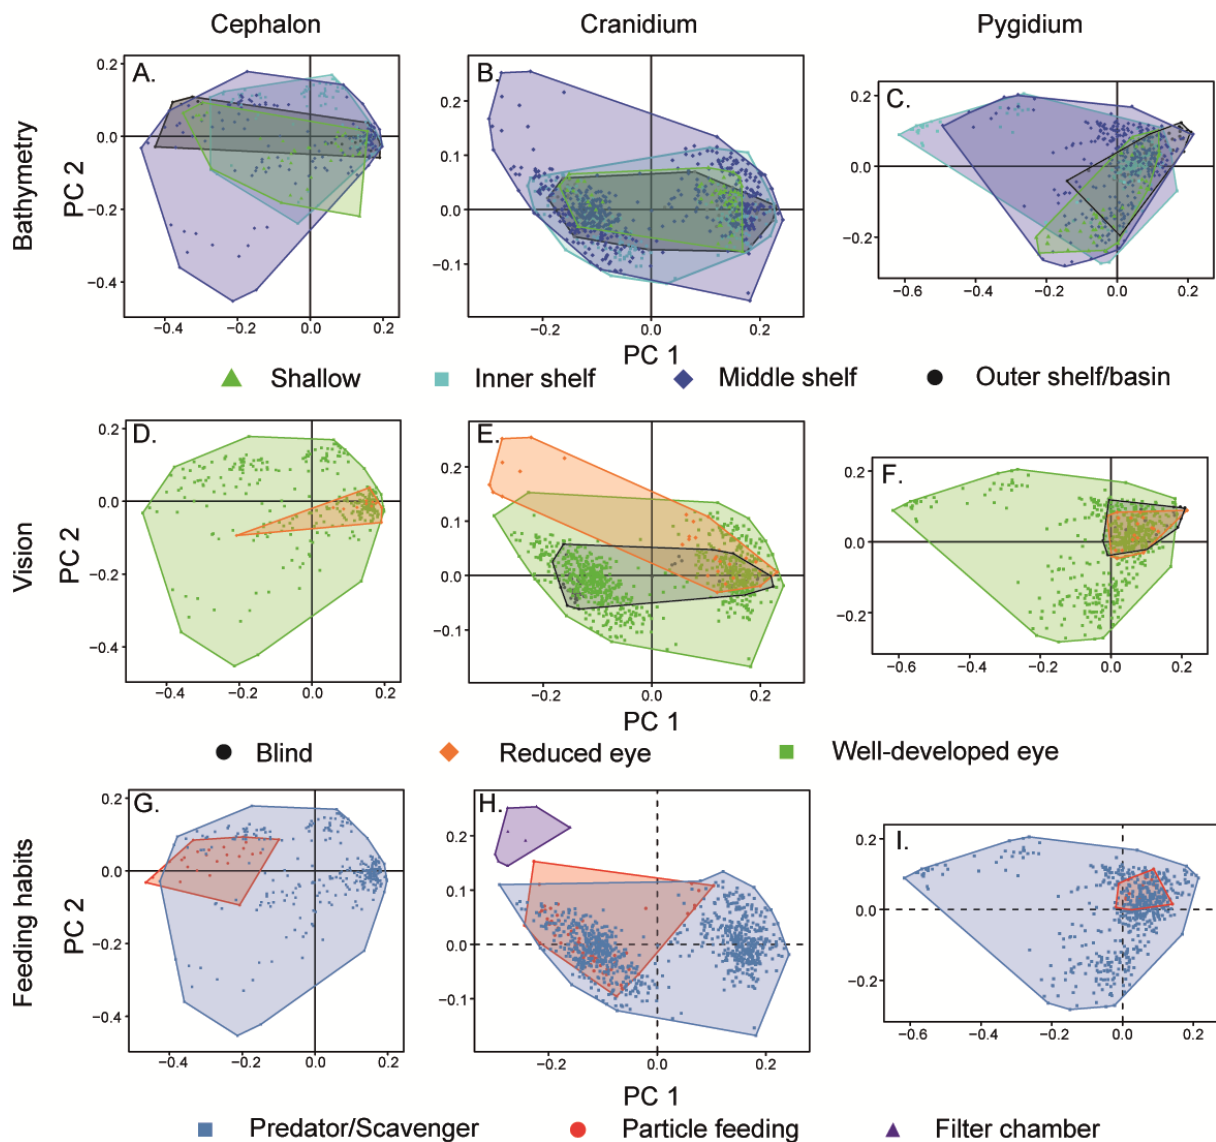 Cephalon Cranidium Pygidium
Bathymetry
PC 2
A.
0.2
0.0
−0.2
−0.4
−0.4 −0.2 0.0 0.2
B.
0.2
0.1
0.0
−0.1
−0.2 0.0 0.2
PC 1
C.
0.2
0.0
−0.2
−0.6 −0.4 −0.2 0.0 0.2
Shallow Inner shelf Middle shelf Outer shelf/basin
Vision
PC 2
D.
0.2
0.0
−0.2
−0.4
−0.4 −0.2 0.0 0.2
E.
0.2
0.1
0.0
−0.1
−0.2 0.0 0.2
PC 1
F.
0.2
0.0
−0.2
−0.6 −0.4 −0.2 0.0 0.2
Blind Reduced eye Well-developed eye
Feeding habits
PC 2
G.
0.2
0.0
−0.2
−0.4
−0.4 −0.2 0.0 0.2
H.
0.2
0.1
0.0
−0.1
−0.2 0.0 0.2
PC 1
I.
0.2
0.0
−0.2
−0.6 −0.4 −0.2 0.0 0.2
Predator/Scavenger Particle feeding Filter chamber